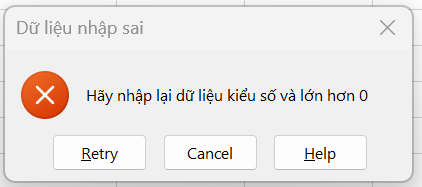 Dữ liệu nhập sai
Hãy nhập lại dữ liệu kiểu số và lớn hơn 0
Retry Cancel Help